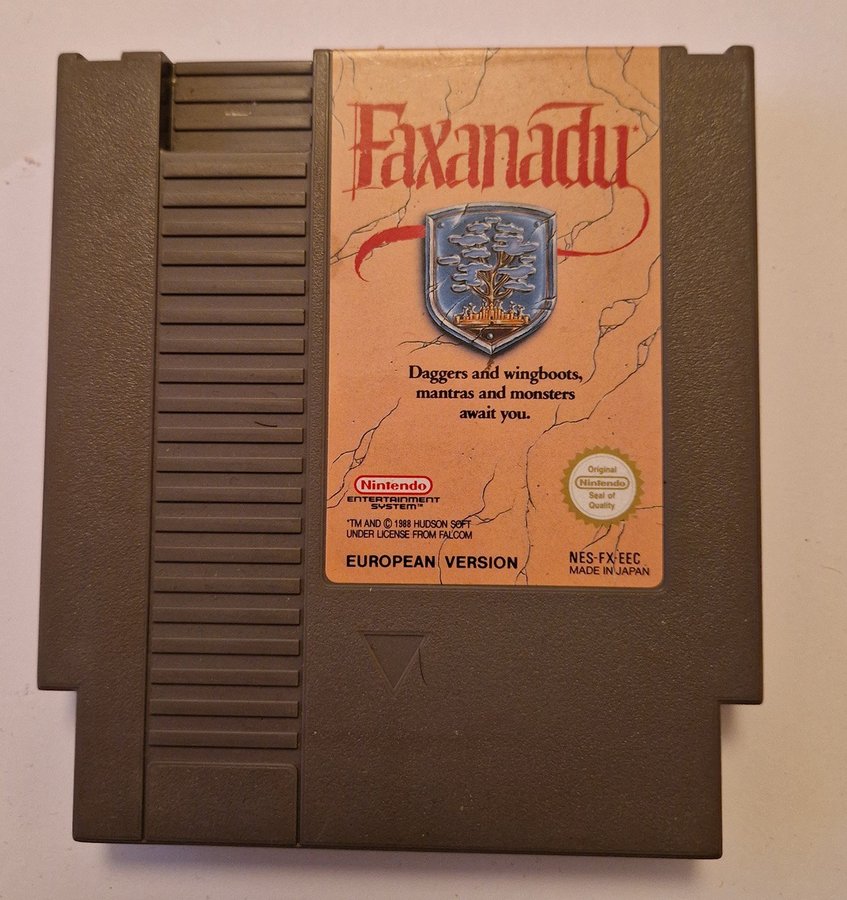 Faxanadu*
Daggers and wingboots,
mantras and monsters
await you.
Nintendo
ENTERTAINMENT
SYSTEM™
*TM AND © 1988 HUDSON SOFT
UNDER LICENSE FROM FALCOM
EUROPEAN VERSION
Original
Nintendo
Seal of
Quality
NES-FX-EEC
MADE IN JAPAN